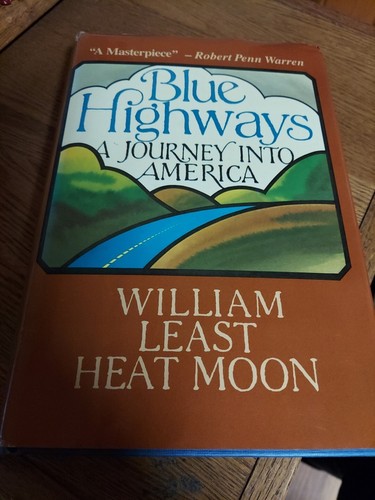 "A Masterpiece" – Robert Penn Warren
Blue
Highways
A JOURNEY INTO
AMERICA
WILLIAM
LEAST
HEAT MOON